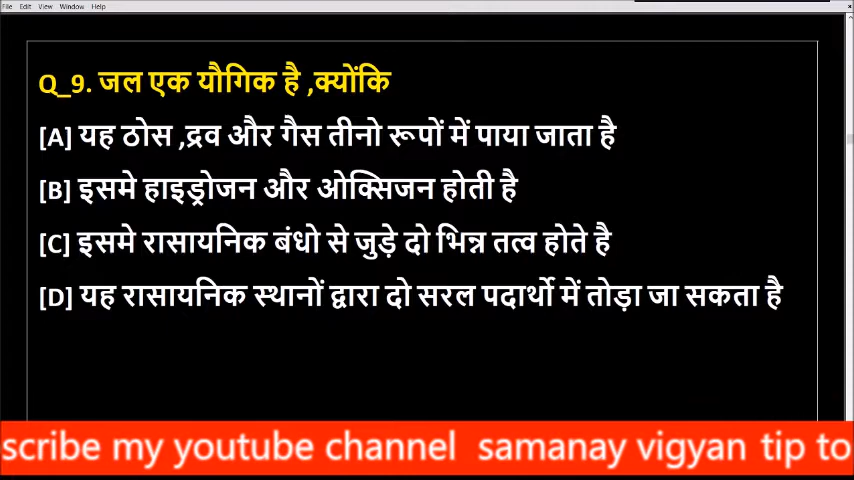 File Edit View Window Help
Q_9. जल एक यौगिक है ,क्योंकि
[A] यह ठोस ,द्रव और गैस तीनो रूपों में पाया जाता है
[B] इसमे हाइड्रोजन और ओक्सिजन होती है
[C] इसमे रासायनिक बंधो से जुड़े दो भिन्न तत्व होते है
[D] यह रासायनिक स्थानों द्वारा दो सरल पदार्थो में तोड़ा जा सकता है
scribe my youtube channel samanay vigyan tip to